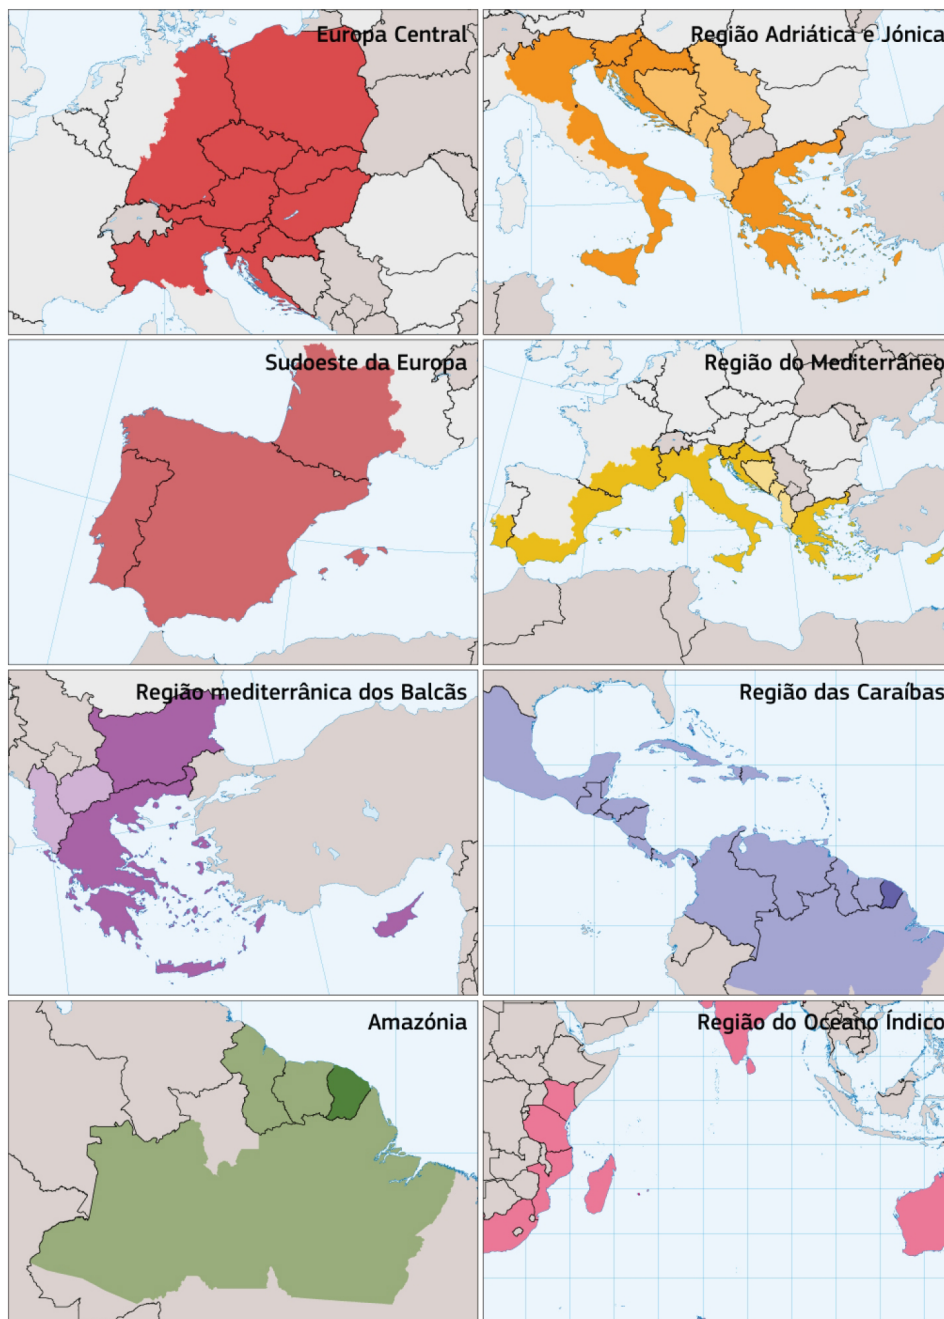 Europa Central
Região Adriática e Jónica
Sudoeste da Europa
Região do Mediterrâneo
Região mediterrânica dos Balcãs
Região das Caraíbas
Amazónia
Região do Oceano Índico